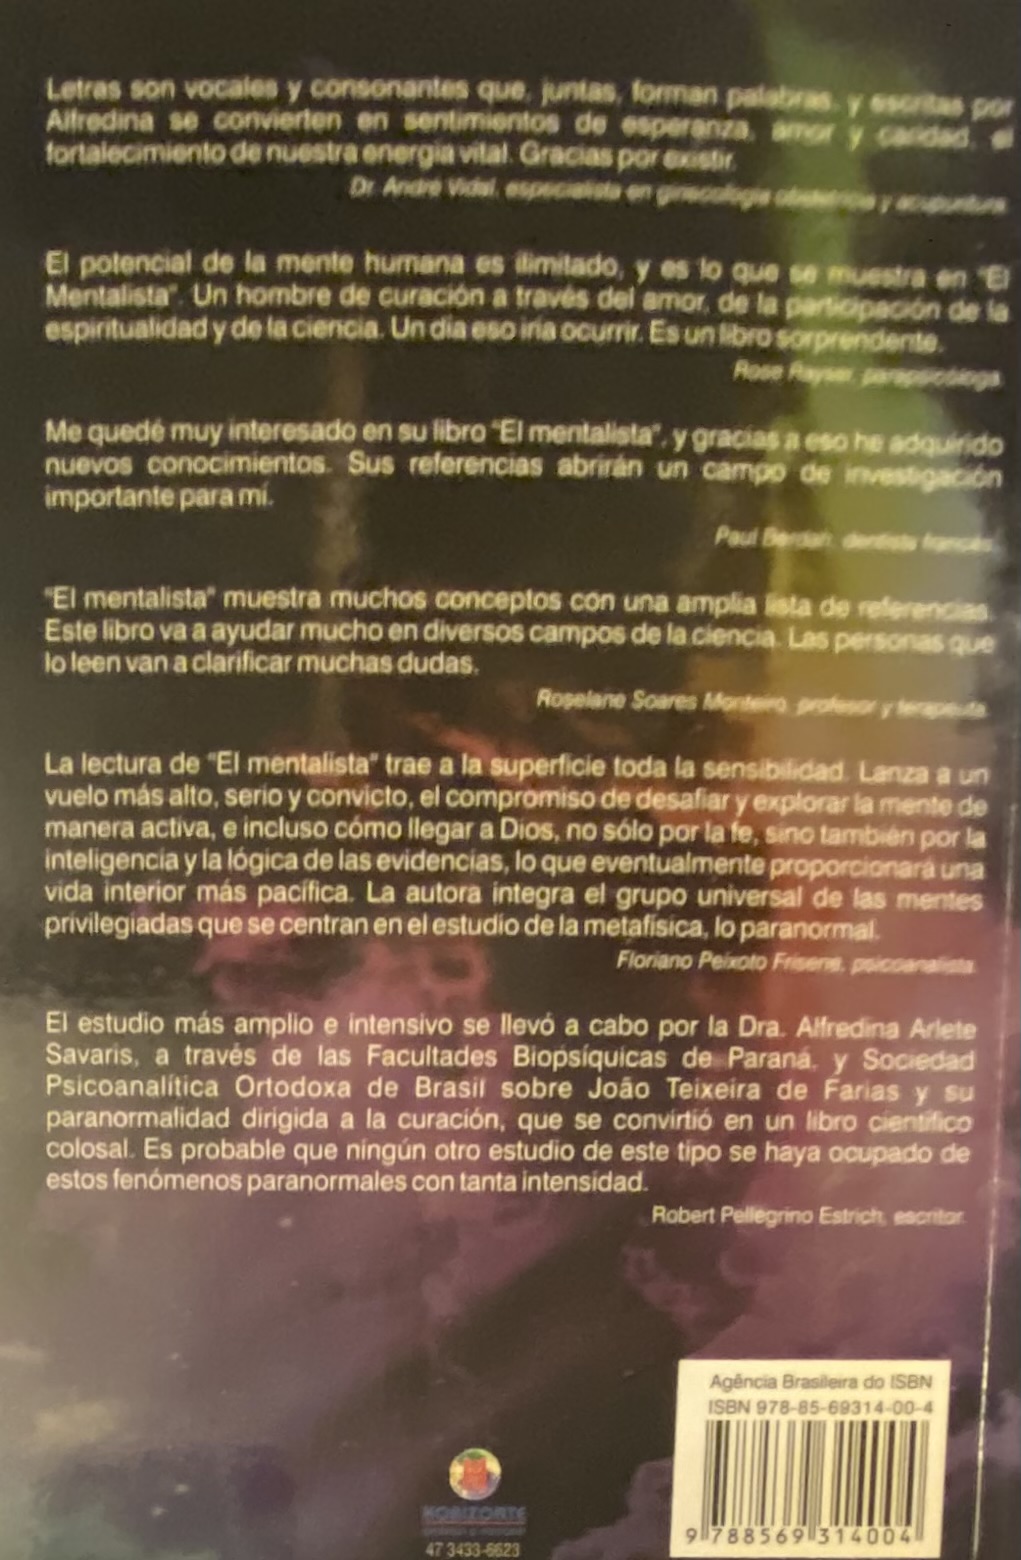 Letras son vocales y consonantes que, juntas, forman palabras, y escritas por
Alfredina se convierten en sentimientos de esperanza, amor y caridad, el
fortalecimiento de nuestra energía vital. Gracias por existir.
Dr. André Vidal, especialista en ginecología obstetricia y acupuntura.
El potencial de la mente humana es ilimitado, y es lo que se muestra en "El
Mentalista". Un hombre de curación a través del amor, de la participación de la
espiritualidad y de la ciencia. Un día eso iría ocurrir. Es un libro sorprendente.
Rose parapsicóloga.
Me quedé muy interesado en su libro "El mentalista", y gracias a eso he adquirido
nuevos conocimientos. Sus referencias abrirán un campo de investigación
importante para mí.
Paul dentista francés
"El mentalista" muestra muchos conceptos con una amplia lista de referencias.
Este libro va a ayudar mucho en diversos campos de la ciencia. Las personas que
lo leen van a clarificar muchas dudas.
Roselane Soares Monteiro, profesor y terapeuta.
La lectura de "El mentalista" trae a la superficie toda la sensibilidad. Lanza a un
vuelo más alto, serio y convicto, el compromiso de desafiar y explorar la mente de
manera activa, e incluso cómo llegar a Dios, no sólo por la fe, sino también por la
inteligencia y la lógica de las evidencias, lo que eventualmente proporcionará una
vida interior más pacífica. La autora integra el grupo universal de las mentes
privilegiadas que se centran en el estudio de la metafísica, lo paranormal.
Floriano Peixoto psicoanalista.
El estudio más amplio e intensivo se llevó a cabo por la Dra. Alfredina Arlete
Savaris, a través de las Facultades Biopsíquicas de Paraná, y Sociedad
Psicoanalítica Ortodoxa de Brasil sobre João Teixeira de Farias y su
paranormalidad dirigida a la curación, que se convirtió en un libro científico
colosal. Es probable que ningún otro estudio de este tipo se haya ocupado de
estos fenómenos paranormales con tanta intensidad.
Robert Pellegrino Estrich, escritor.
Agência Brasileira do ISBN
ISBN 978-85-69314-00-4
9 788569 314004
HORIZONTE
47 3433-6623